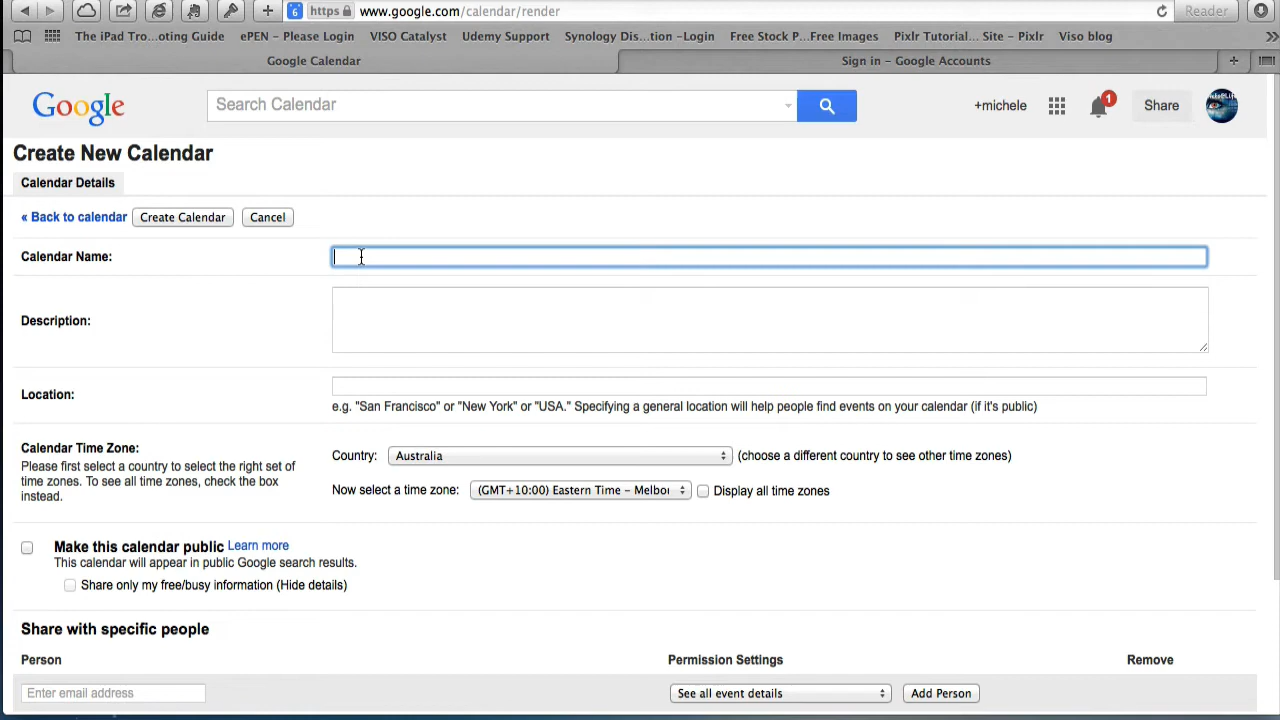 6 https www.google.com/calendar/render Reader
The iPad Tro...oting Guide ePEN – Please Login VISO Catalyst Udemy Support Synology Dis...tion -Login Free Stock P...Free Images Pixlr Tutorial... Site – Pixlr Viso blog
Google Calendar Sign in – Google Accounts
Google Search Calendar +michele 1 Share
Create New Calendar
Calendar Details
« Back to calendar Create Calendar Cancel
Calendar Name:
Description:
Location:
e.g. "San Francisco" or "New York" or "USA." Specifying a general location will help people find events on your calendar (if it's public)
Calendar Time Zone:
Please first select a country to select the right set of
time zones. To see all time zones, check the box
instead.
Country: Australia (choose a different country to see other time zones)
Now select a time zone: (GMT+10:00) Eastern Time – Melbou Display all time zones
Make this calendar public Learn more
This calendar will appear in public Google search results.
Share only my free/busy information (Hide details)
Share with specific people
Person Permission Settings Remove
Enter email address See all event details Add Person